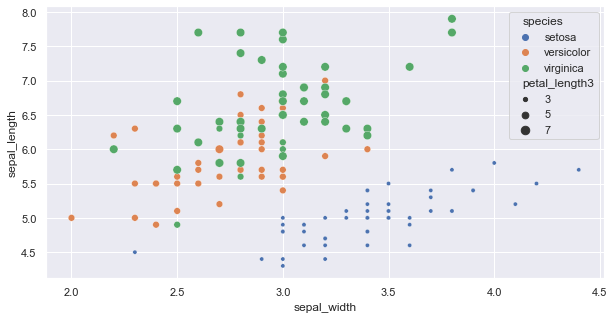 8.0
7.5
7.0
6.5
6.0
5.5
5.0
4.5
sepal_length
2.0 2.5 3.0 3.5 4.0 4.5
sepal_width
species
setosa
versicolor
virginica
petal_length3
3
5
7